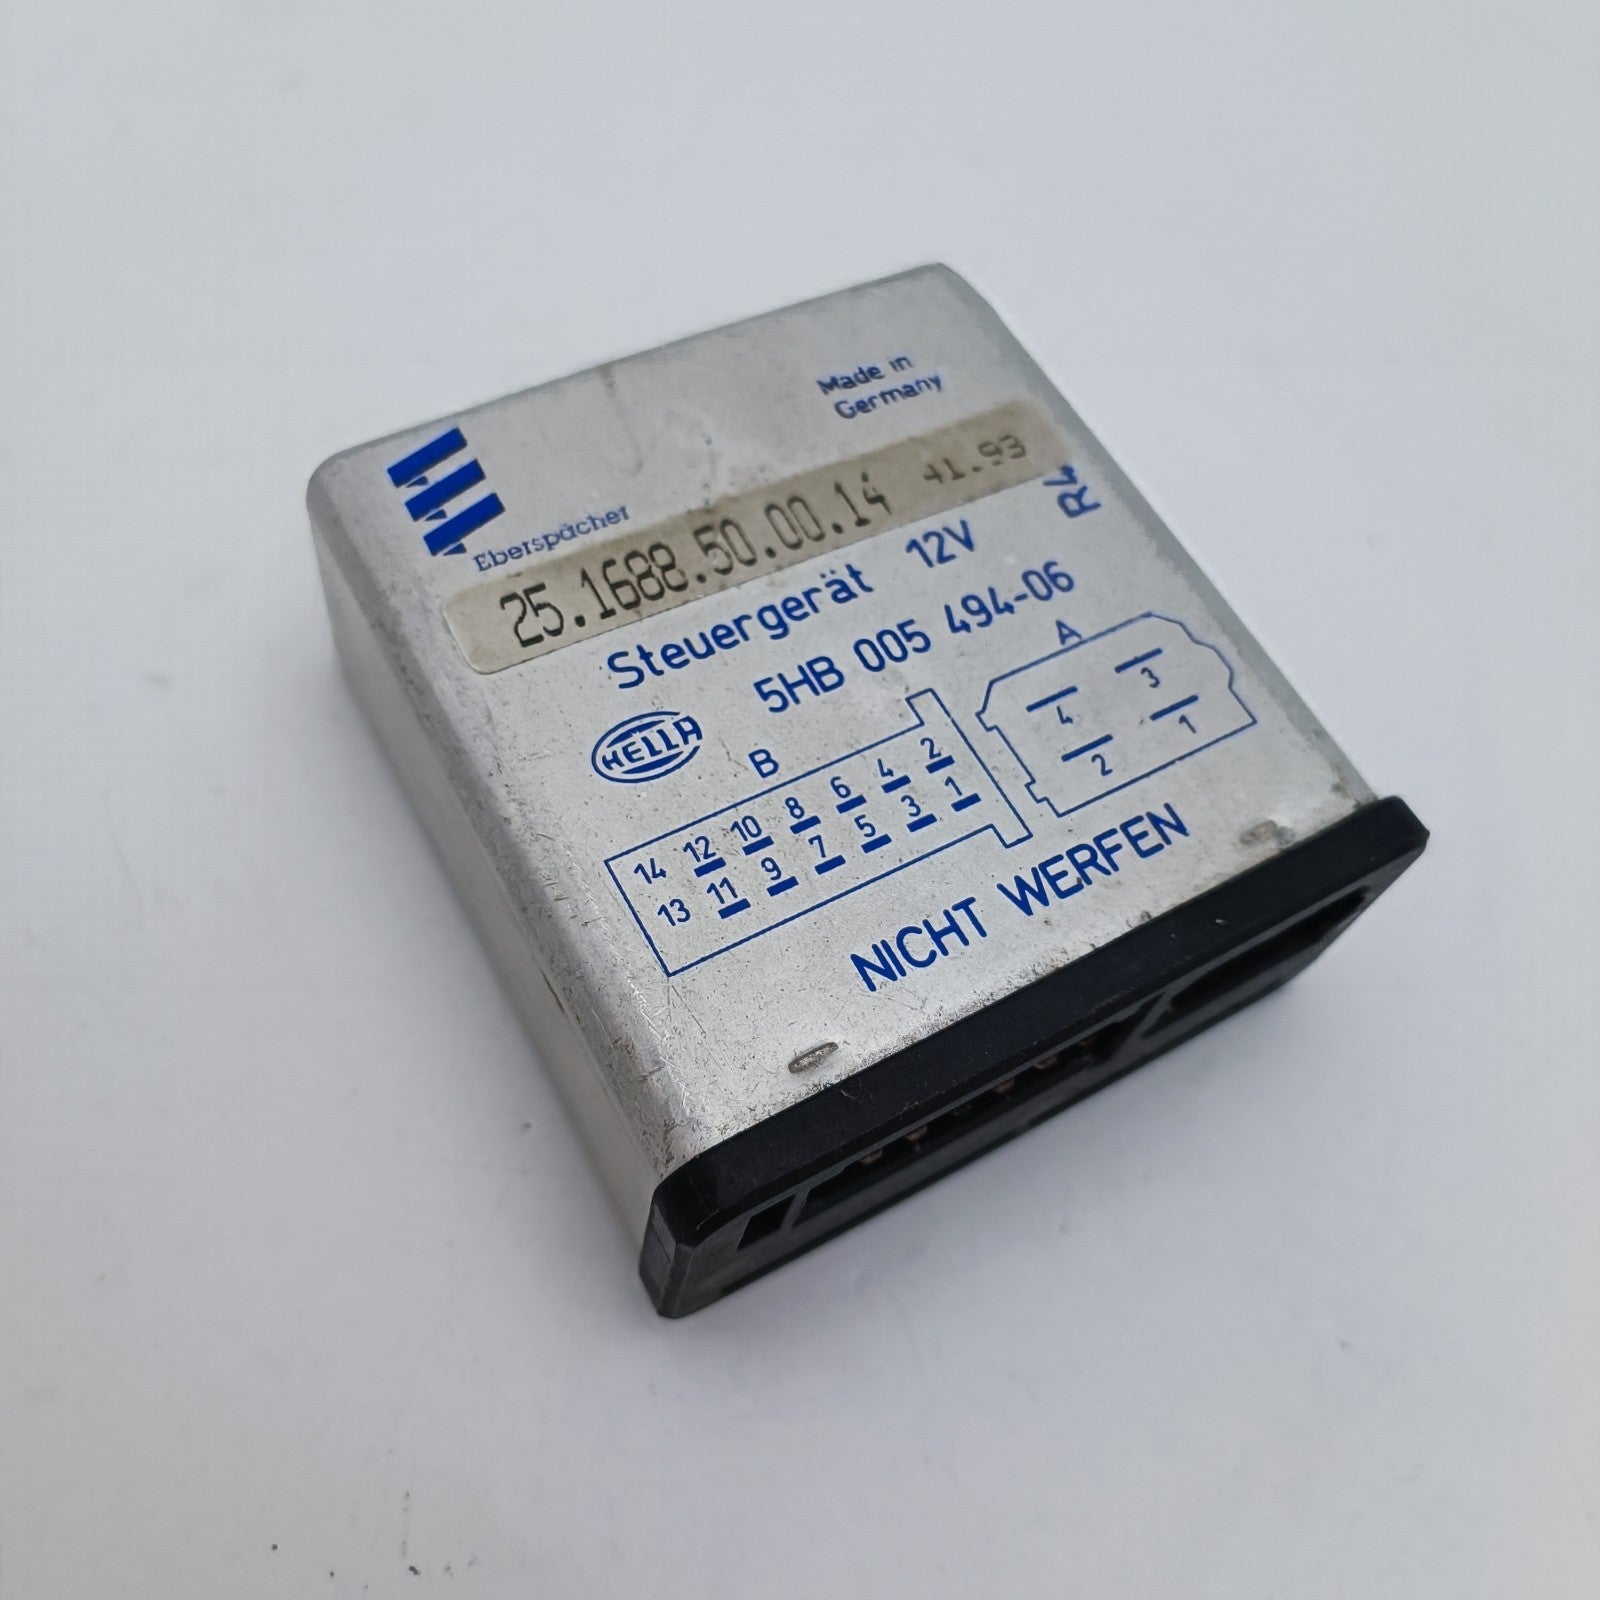 Made in
Germany
Eberspächer
25.1688.50.00.14 41.93
Steuergerät 12V
5HB 005 494-06
HELLA
A
3
4
1
2
B
14 12 10 8 6 4 2
13 11 9 7 5 3 1
NICHT WERFEN